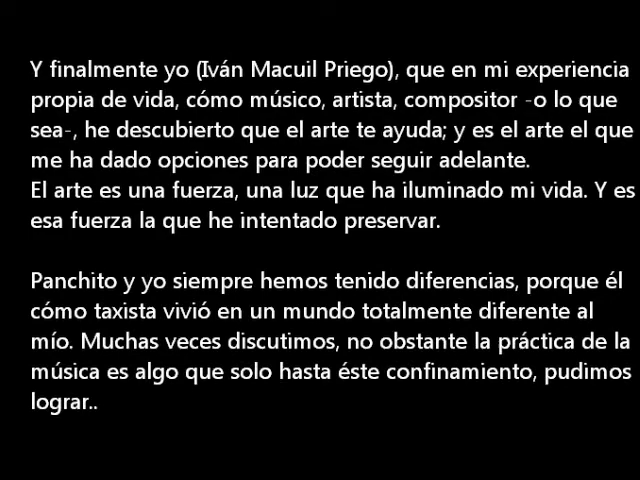 Y finalmente yo (Iván Macuil Priego), que en mi experiencia
propia de vida, cómo músico, artista, compositor -o lo que
sea-, he descubierto que el arte te ayuda; y es el arte el que
me ha dado opciones para poder seguir adelante.
El arte es una fuerza, una luz que ha iluminado mi vida. Y es
esa fuerza la que he intentado preservar.
Panchito y yo siempre hemos tenido diferencias, porque él
cómo taxista vivió en un mundo totalmente diferente al
mío. Muchas veces discutimos, no obstante la práctica de la
música es algo que solo hasta éste confinamiento, pudimos
lograr..